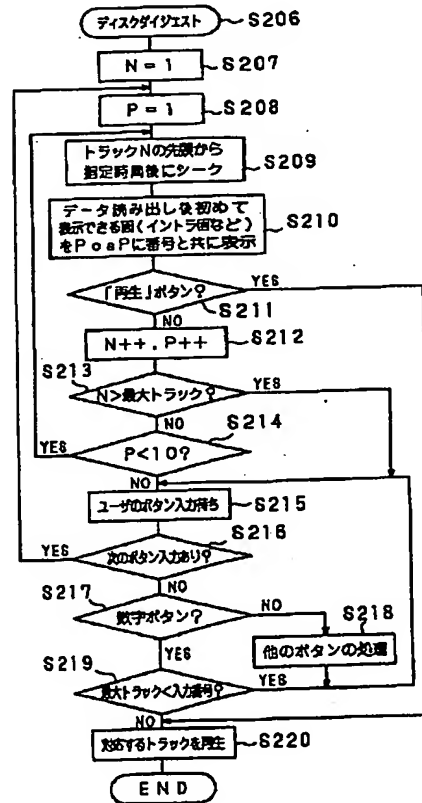 ディスクダイジェスト
S206
N=1
S207
P=1
S208
トラックNの先頭から
指定時間後にシーク
S209
データ読み出し後初めて
表示できる画(イントラ画など)
をPosPに番号と共に表示
S210
「再生」ボタン?
YES
S211
NO
N++.P++
S212
S213
N>最大トラック?
YES
NO
S214
P<10?
YES
NO
ユーザのボタン入力待ち
S215
S216
次のボタン入力あり?
YES
NO
S217
数字ボタン?
NO
S218
他のボタンの処理
YES
S219
最大トラック<入力番号?
YES
NO
対応するトラックを再生
S220
END